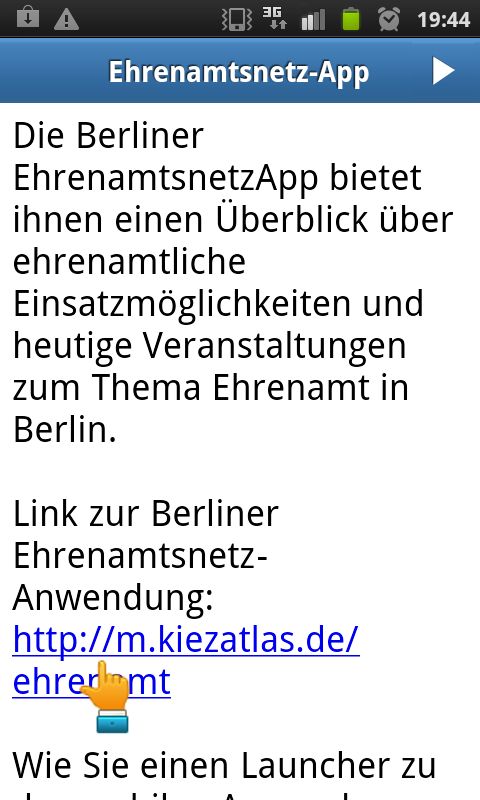 3G
19:44
Ehrenamtsnetz-App
Die Berliner
EhrenamtsnetzApp bietet
ihnen einen Überblick über
ehrenamtliche
Einsatzmöglichkeiten und
heutige Veranstaltungen
zum Thema Ehrenamt in
Berlin.
Link zur Berliner
Ehrenamtsnetz-
Anwendung:
http://m.kiezatlas.de/
ehrenamt
Wie Sie einen Launcher zu